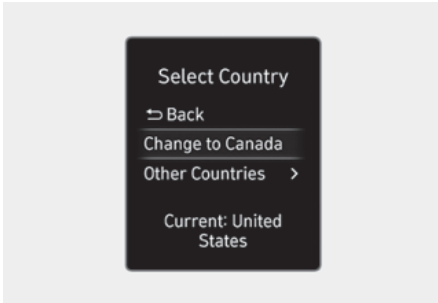 Select Country
Back
Change to Canada
Other Countries >
Current: United
States